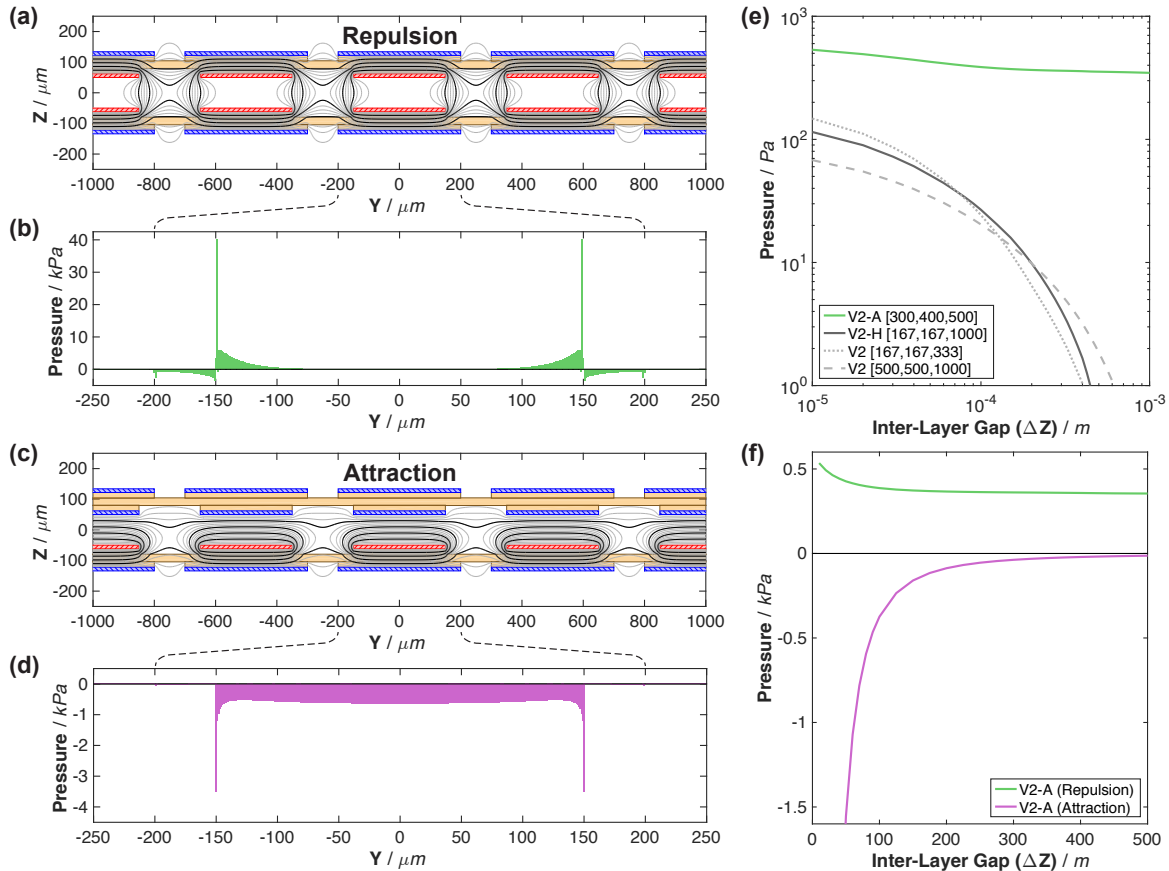 (a)
Repulsion
Z / μm
200
100
0
-100
-200
-1000 -800 -600 -400 -200 0 200 400 600 800 1000
Y / μm
(b)
Pressure / kPa
40
30
20
10
0
-250 -200 -150 -100 -50 0 50 100 150 200 250
Y / μm
(c)
Attraction
Z / μm
200
100
0
-100
-200
-1000 -800 -600 -400 -200 0 200 400 600 800 1000
Y / μm
(d)
Pressure / kPa
0
-1
-2
-3
-4
-250 -200 -150 -100 -50 0 50 100 150 200 250
Y / μm
(e)
Pressure / Pa
10³
10²
10¹
10⁰
V2-A [300,400,500]
V2-H [167,167,1000]
V2 [167,167,333]
V2 [500,500,1000]
10⁻⁵ 10⁻⁴ 10⁻³
Inter-Layer Gap (ΔZ) / m
(f)
Pressure / kPa
0.5
0
-0.5
-1
-1.5
V2-A (Repulsion)
V2-A (Attraction)
0 100 200 300 400 500
Inter-Layer Gap (ΔZ) / m